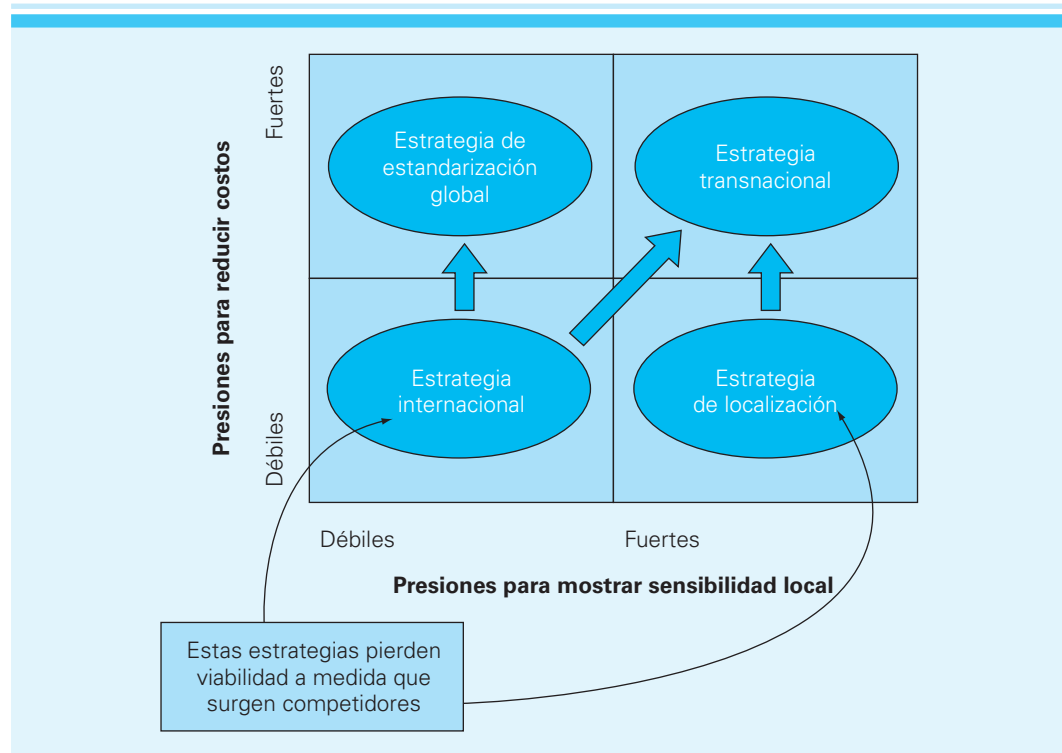 Presiones para reducir costos
Fuertes
Débiles
Estrategia de
estandarización
global
Estrategia
transnacional
Estrategia
internacional
Estrategia
de localización
Débiles
Fuertes
Presiones para mostrar sensibilidad local
Estas estrategias pierden
viabilidad a medida que
surgen competidores